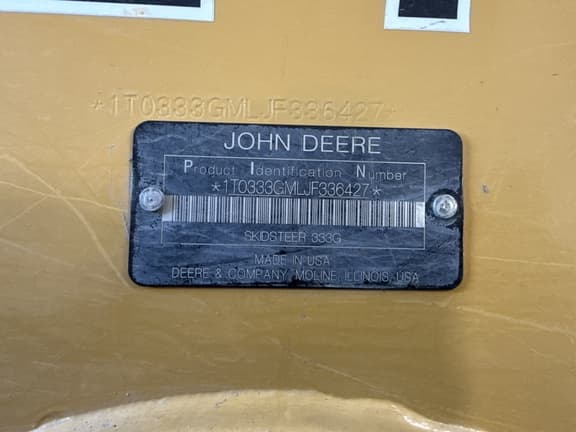 *1T0333GMLJF336427*
JOHN DEERE
Product Identification Number
*1T0333GMLJF336427*
SKIDSTEER 333G
MADE IN USA
DEERE & COMPANY, MOLINE, ILLINOIS, USA